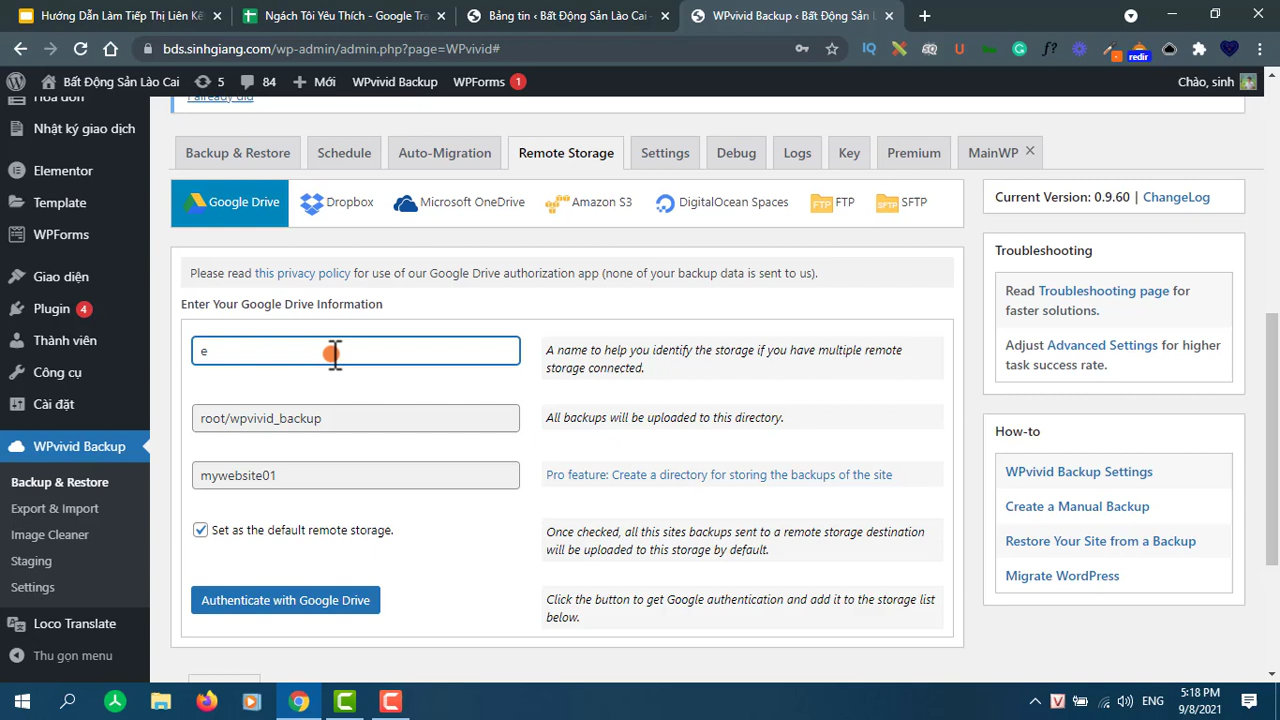 Hướng Dẫn Làm Tiếp Thị Liên Kế
Ngách Tôi Yêu Thích - Google Tra
Bảng tin ‹ Bất Động Sản Lào Cai -
WPvivid Backup ‹ Bất Động Sản L
bds.sinhgiang.com/wp-admin/admin.php?page=WPvivid#
redir
Bất Động Sản Lào Cai
5
84
Mới
WPvivid Backup
WPForms
1
Chào, sinh
Hóa đơn
Nhật ký giao dịch
Elementor
Template
WPForms
Giao diện
Plugin 4
Thành viên
Công cụ
Cài đặt
WPvivid Backup
Backup & Restore
Export & Import
Image Cleaner
Staging
Settings
Loco Translate
Thu gọn menu
I already did
Backup & Restore
Schedule
Auto-Migration
Remote Storage
Settings
Debug
Logs
Key
Premium
MainWP
Google Drive
Dropbox
Microsoft OneDrive
Amazon S3
DigitalOcean Spaces
FTP FTP
SFTP SFTP
Please read this privacy policy for use of our Google Drive authorization app (none of your backup data is sent to us).
Enter Your Google Drive Information
e
A name to help you identify the storage if you have multiple remote
storage connected.
root/wpvivid_backup
All backups will be uploaded to this directory.
mywebsite01
Pro feature: Create a directory for storing the backups of the site
Set as the default remote storage.
Once checked, all this sites backups sent to a remote storage destination
will be uploaded to this storage by default.
Authenticate with Google Drive
Click the button to get Google authentication and add it to the storage list
below.
Current Version: 0.9.60 | ChangeLog
Troubleshooting
Read Troubleshooting page for
faster solutions.
Adjust Advanced Settings for higher
task success rate.
How-to
WPvivid Backup Settings
Create a Manual Backup
Restore Your Site from a Backup
Migrate WordPress
ENG
5:18 PM
9/8/2021